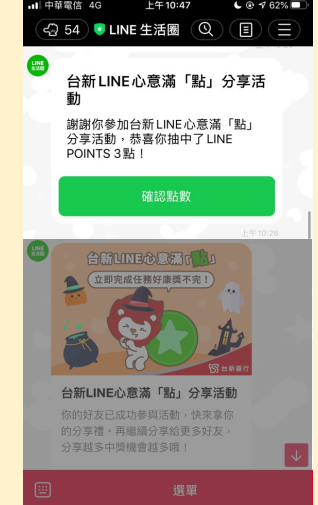 中華電信 4G 上午10:47 62%
54 LINE 生活圈
LINE
生活圈
台新LINE心意滿「點」分享活
動
謝謝你參加台新LINE心意滿「點」
分享活動,恭喜你抽中了LINE
POINTS 3點!
確認點數
上午10:26
LINE
生活圈
台新LINE心意滿「點」
立即完成任務好康獎不完!
台新銀行
台新LINE心意滿「點」分享活動
你的好友已成功參與活動,快來拿你
的分享禮。再繼續分享給更多好友,
分享越多中獎機會越多哦!
選單